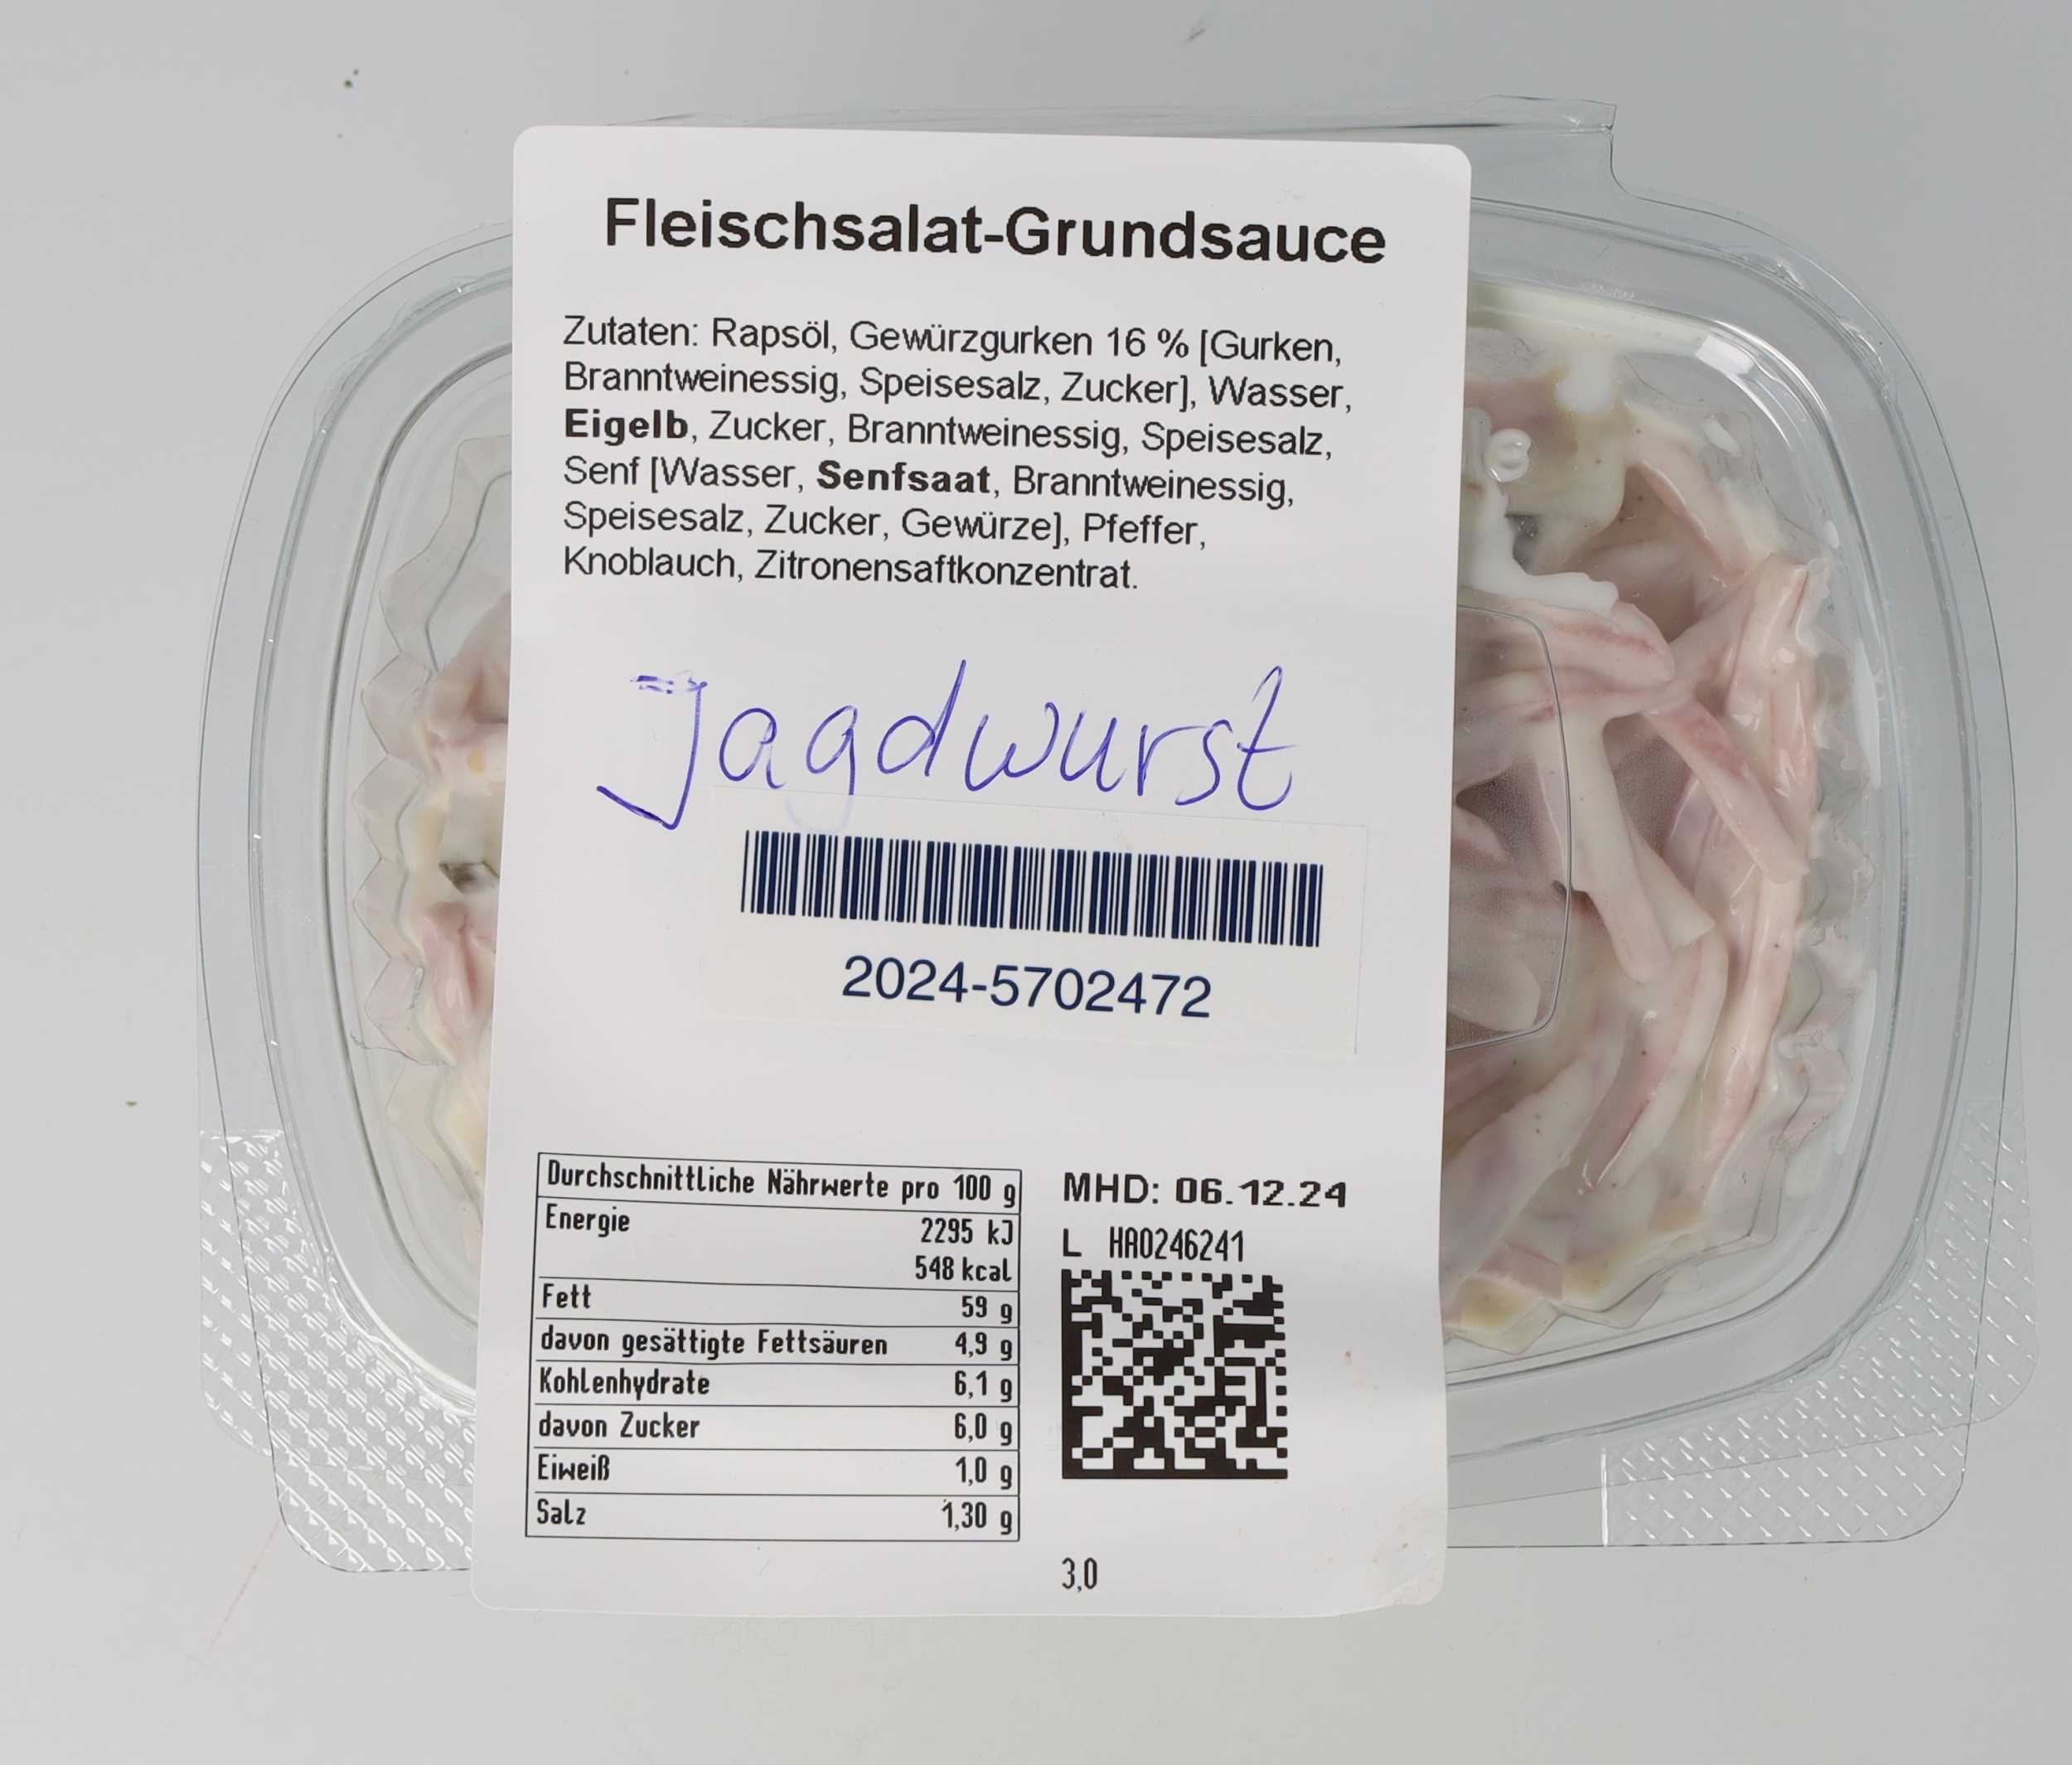 Fleischsalat-Grundsauce
Zutaten: Rapsöl, Gewürzgurken 16 % [Gurken,
Branntweinessig, Speisesalz, Zucker], Wasser,
Eigelb, Zucker, Branntweinessig, Speisesalz,
Senf [Wasser, Senfsaat, Branntweinessig,
Speisesalz, Zucker, Gewürze], Pfeffer,
Knoblauch, Zitronensaftkonzentrat.
Jagdwurst
2024-5702472
Durchschnittliche Nährwerte pro 100 g
Energie 2295 kJ
548 kcal
Fett 59 g
davon gesättigte Fettsäuren 4,9 g
Kohlenhydrate 6,1 g
davon Zucker 6,0 g
Eiweiß 1,0 g
Salz 1,30 g
MHD: 06.12.24
L HA0246241
3,0